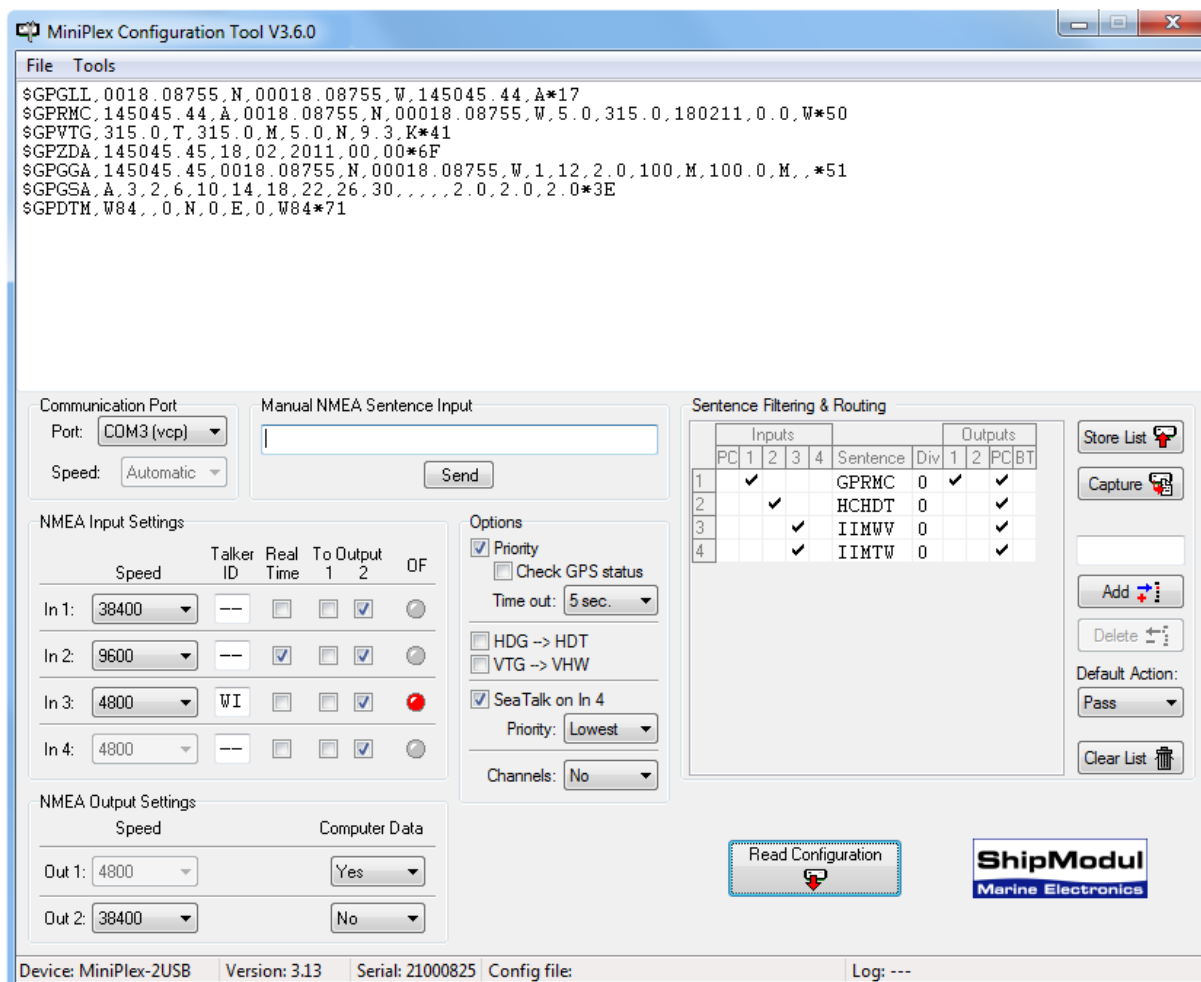 MiniPlex Configuration Tool V3.6.0
File Tools
$GPGLL,0018.08755,N,00018.08755,W,145045.44,A*17
$GPRMC,145045.44,A,0018.08755,N,00018.08755,W,5.0,315.0,180211,0.0,W*50
$GPVTG,315.0,T,315.0,M,5.0,N,9.3,K*41
$GPZDA,145045.45,18,02,2011,00,00*6F
$GPGGA,145045.45,0018.08755,N,00018.08755,W,1,12,2.0,100,M,100.0,M,,*51
$GPGSA,A,3,2,6,10,14,18,22,26,30,,,,,2.0,2.0,2.0*3E
$GPDTM,W84,,0,N,0,E,0,W84*71
Communication Port
Port: COM3 (vcp)
Speed: Automatic
Manual NMEA Sentence Input
Send
NMEA Input Settings
Speed Talker ID Real Time To Output 1 2 OF
In 1: 38400 --
In 2: 9600 --
In 3: 4800 WI
In 4: 4800 --
NMEA Output Settings
Speed Computer Data
Out 1: 4800 Yes
Out 2: 38400 No
Options
Priority
Check GPS status
Time out: 5 sec.
HDG --> HDT
VTG --> VHW
SeaTalk on In 4
Priority: Lowest
Channels: No
Sentence Filtering & Routing
Inputs Outputs
PC 1 2 3 4 Sentence Div 1 2 PC BT
1 GPRMC 0
2 HCHDT 0
3 IIMWV 0
4 IIMTW 0
Store List
Capture
Add
Delete
Default Action:
Pass
Clear List
Read Configuration
ShipModul
Marine Electronics
Device: MiniPlex-2USB Version: 3.13 Serial: 21000825 Config file: Log: ---